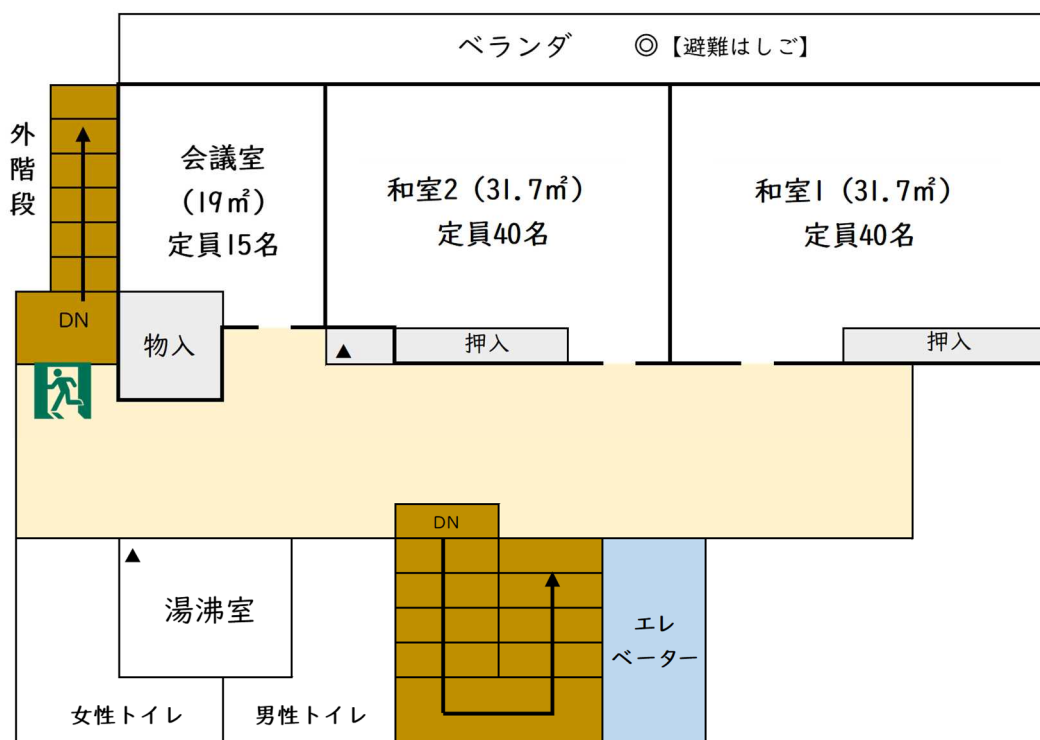 ベランダ ◎【避難はしご】
外階段
会議室
(19㎡)
定員15名
和室2 (31.7㎡)
定員40名
和室1 (31.7㎡)
定員40名
DN
物入
▲
押入
押入
DN
▲
湯沸室
エレ
ベーター
女性トイレ
男性トイレ